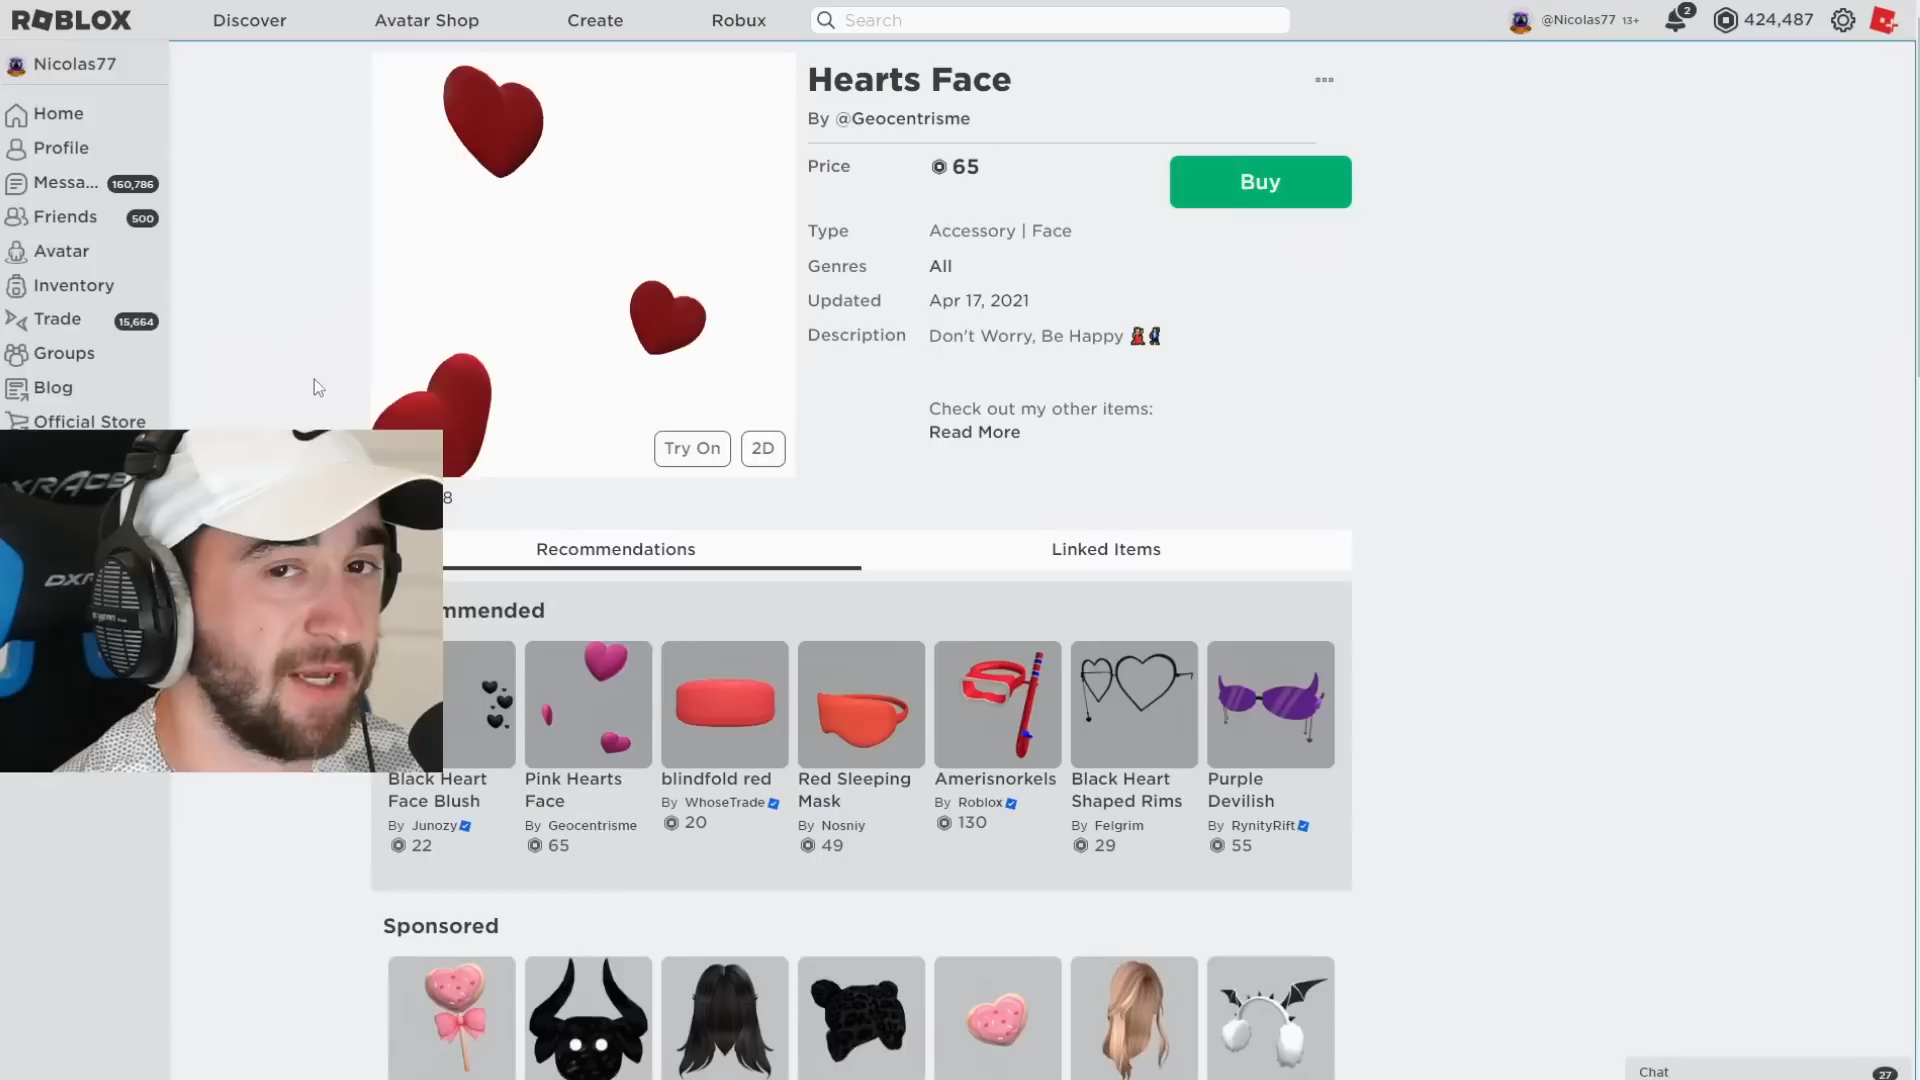 ROBLOX
Discover
Avatar Shop
Create
Robux
Search
@Nicolas77 13+
2
424,487
Nicolas77
Home
Profile
Messa... 160,786
Friends 500
Avatar
Inventory
Trade 15,664
Groups
Blog
Official Store
Hearts Face
By @Geocentrisme
Price 65
Buy
Type Accessory | Face
Genres All
Updated Apr 17, 2021
Description Don't Worry, Be Happy
Check out my other items:
Read More
Try On
2D
8
Recommendations
Linked Items
mmended
Black Heart
Face Blush
By Junozy
22
Pink Hearts
Face
By Geocentrisme
65
blindfold red
By WhoseTrade
20
Red Sleeping
Mask
By Nosniy
49
Amerisnorkels
By Roblox
130
Black Heart
Shaped Rims
By Felgrim
29
Purple
Devilish
By RynityRift
55
Sponsored
Chat
27